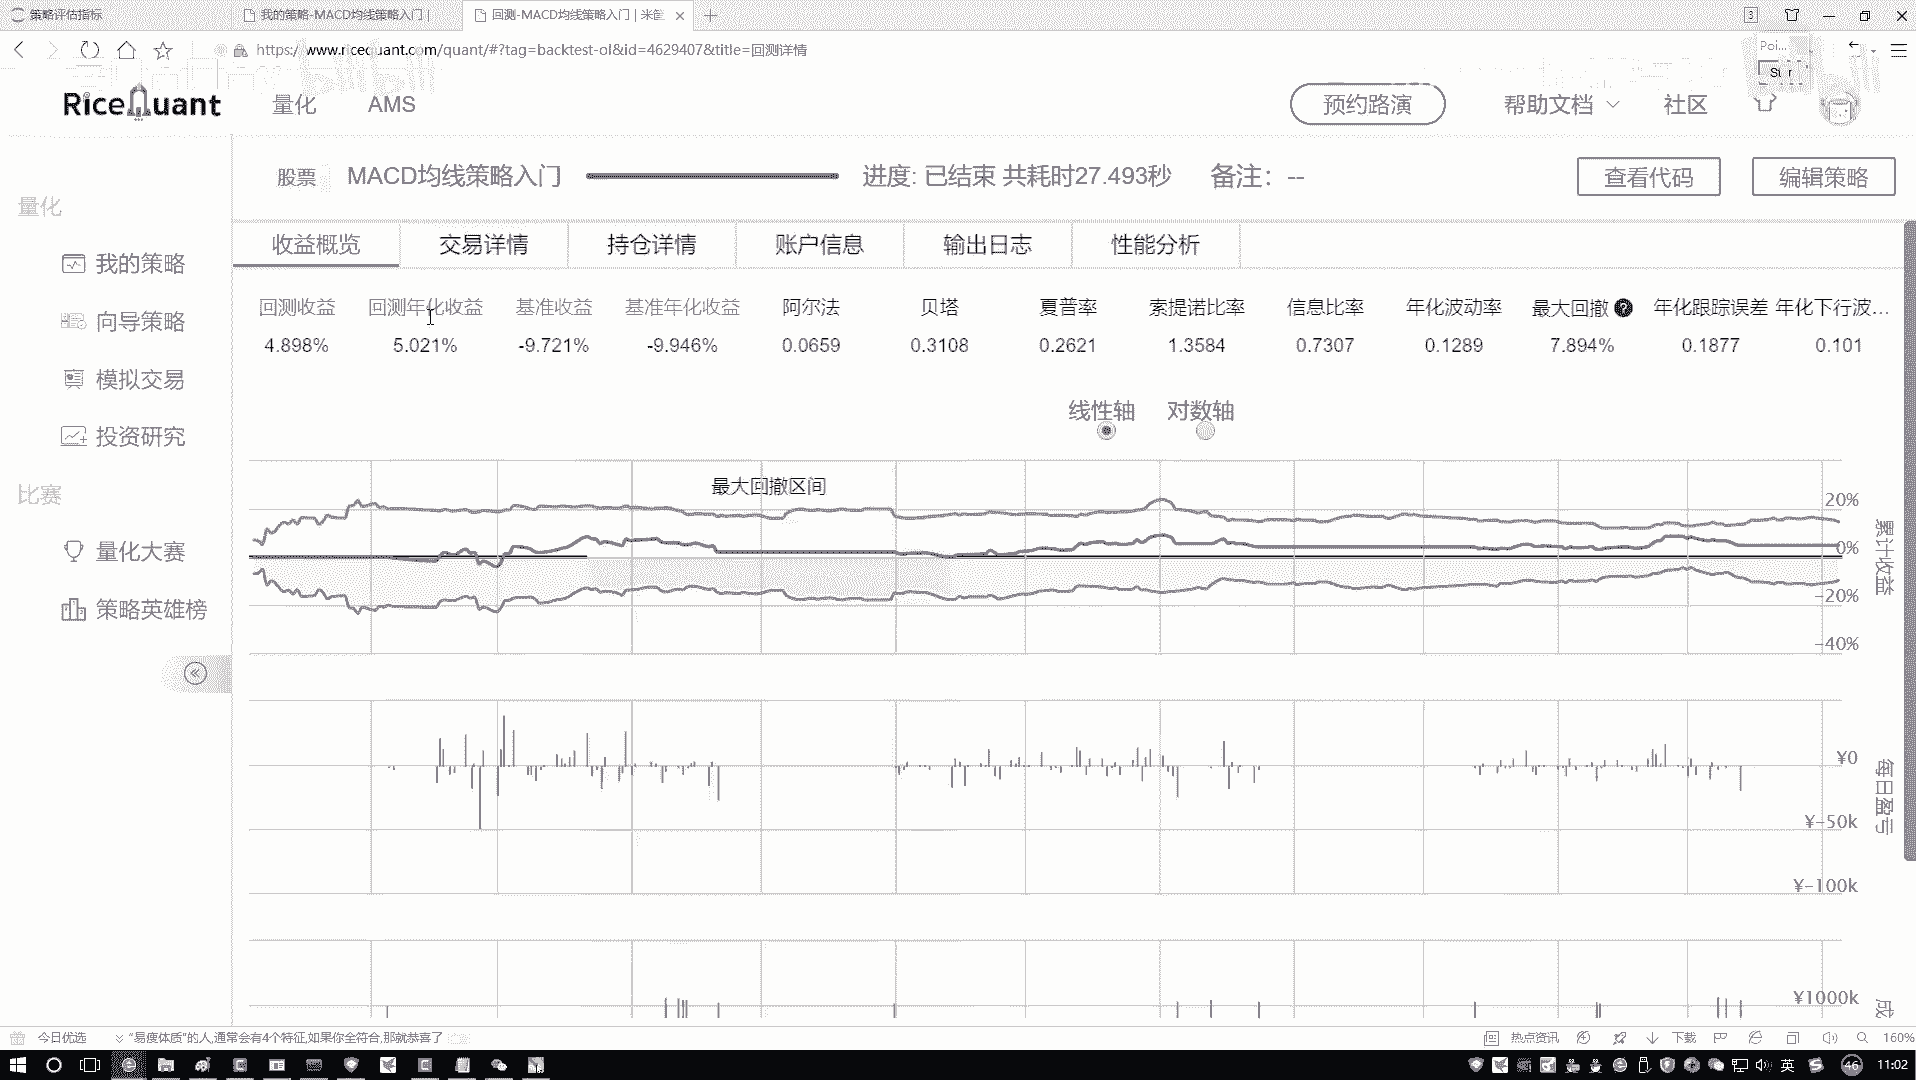 策略评估指标
我的策略-MACD均线策略入门 |
回测-MACD均线策略入门 | 米筐
3
https://www.ricequant.com/quant/#?tag=backtest-ol&id=4629407&title=回测详情
Poi...
RiceQuant
量化
AMS
预约路演
帮助文档
社区
股票
MACD均线策略入门
进度: 已结束 共耗时27.493秒
备注：--
查看代码
编辑策略
量化
我的策略
向导策略
模拟交易
投资研究
比赛
量化大赛
策略英雄榜
收益概览
交易详情
持仓详情
账户信息
输出日志
性能分析
回测收益 回测年化收益 基准收益 基准年化收益 阿尔法 贝塔 夏普率 索提诺比率 信息比率 年化波动率 最大回撤 年化跟踪误差 年化下行波...
4.898% 5.021% -9.721% -9.946% 0.0659 0.3108 0.2621 1.3584 0.7307 0.1289 7.894% 0.1877 0.101
线性轴 对数轴
最大回撤区间
20%
0%
-20%
-40%
累计收益
¥0
¥-50k
¥-100k
每日盈亏
¥1000k
成
今日优选
“易瘦体质”的人,通常会有4个特征,如果你全符合,那就恭喜了
热点资讯
下载
160%
英
46
11:02